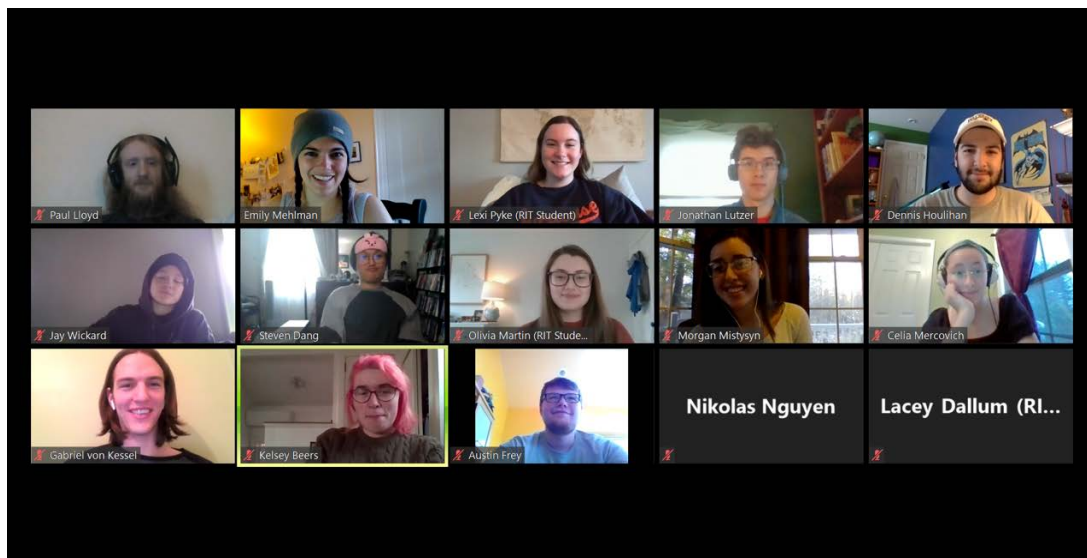 Paul Lloyd
Emily Mehlman
Lexi Pyke (RIT Student)
Jonathan Lutzer
Dennis Houlihan
Jay Wickard
Steven Dang
Olivia Martin (RIT Stude...
Morgan Mistysyn
Celia Mercovich
Gabriel von Kessel
Kelsey Beers
Austin Frey
Nikolas Nguyen
Lacey Dallum (RI...